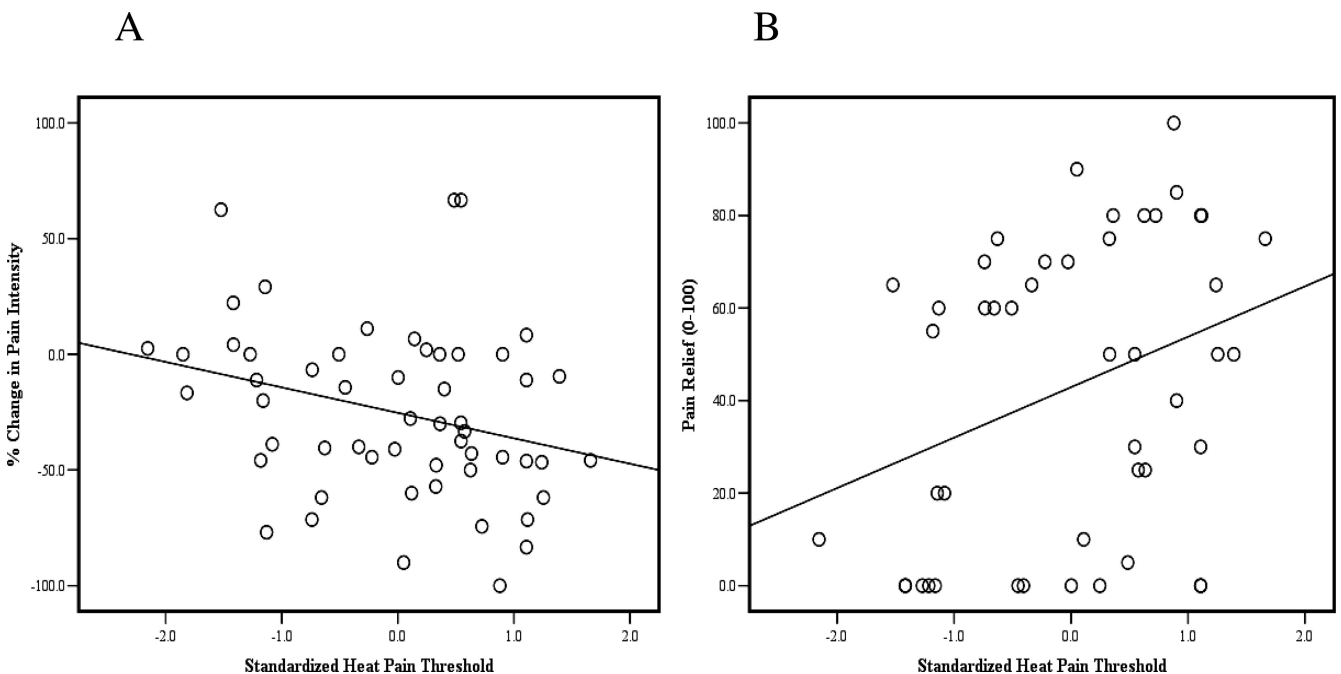 A
B
100.0
50.0
0.0
-50.0
-100.0
% Change in Pain Intensity
-2.0 -1.0 0.0 1.0 2.0
Standardized Heat Pain Threshold
100.0
80.0
60.0
40.0
20.0
0.0
Pain Relief (0-100)
-2.0 -1.0 0.0 1.0 2.0
Standardized Heat Pain Threshold